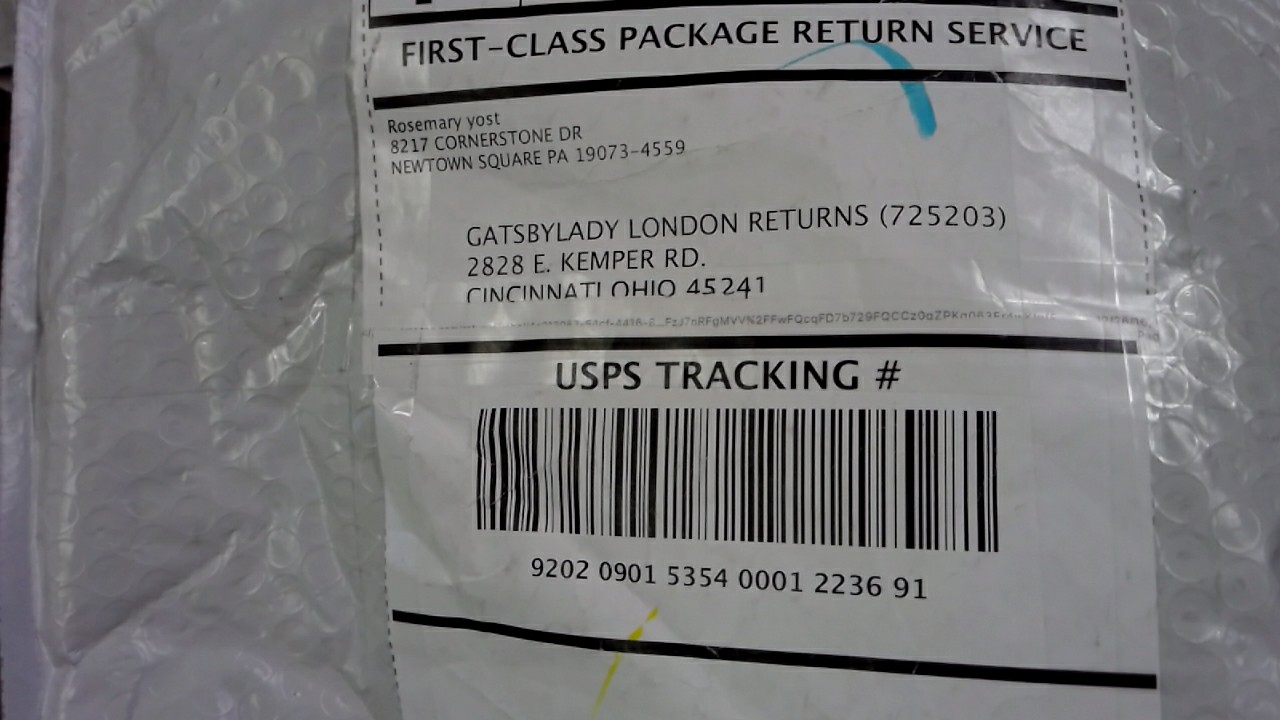 FIRST-CLASS PACKAGE RETURN SERVICE
Rosemary yost
8217 CORNERSTONE DR
NEWTOWN SQUARE PA 19073-4559
GATSBYLADY LONDON RETURNS (725203)
2828 E. KEMPER RD.
CINCINNATI OHIO 45241
USPS TRACKING #
9202 0901 5354 0001 2236 91